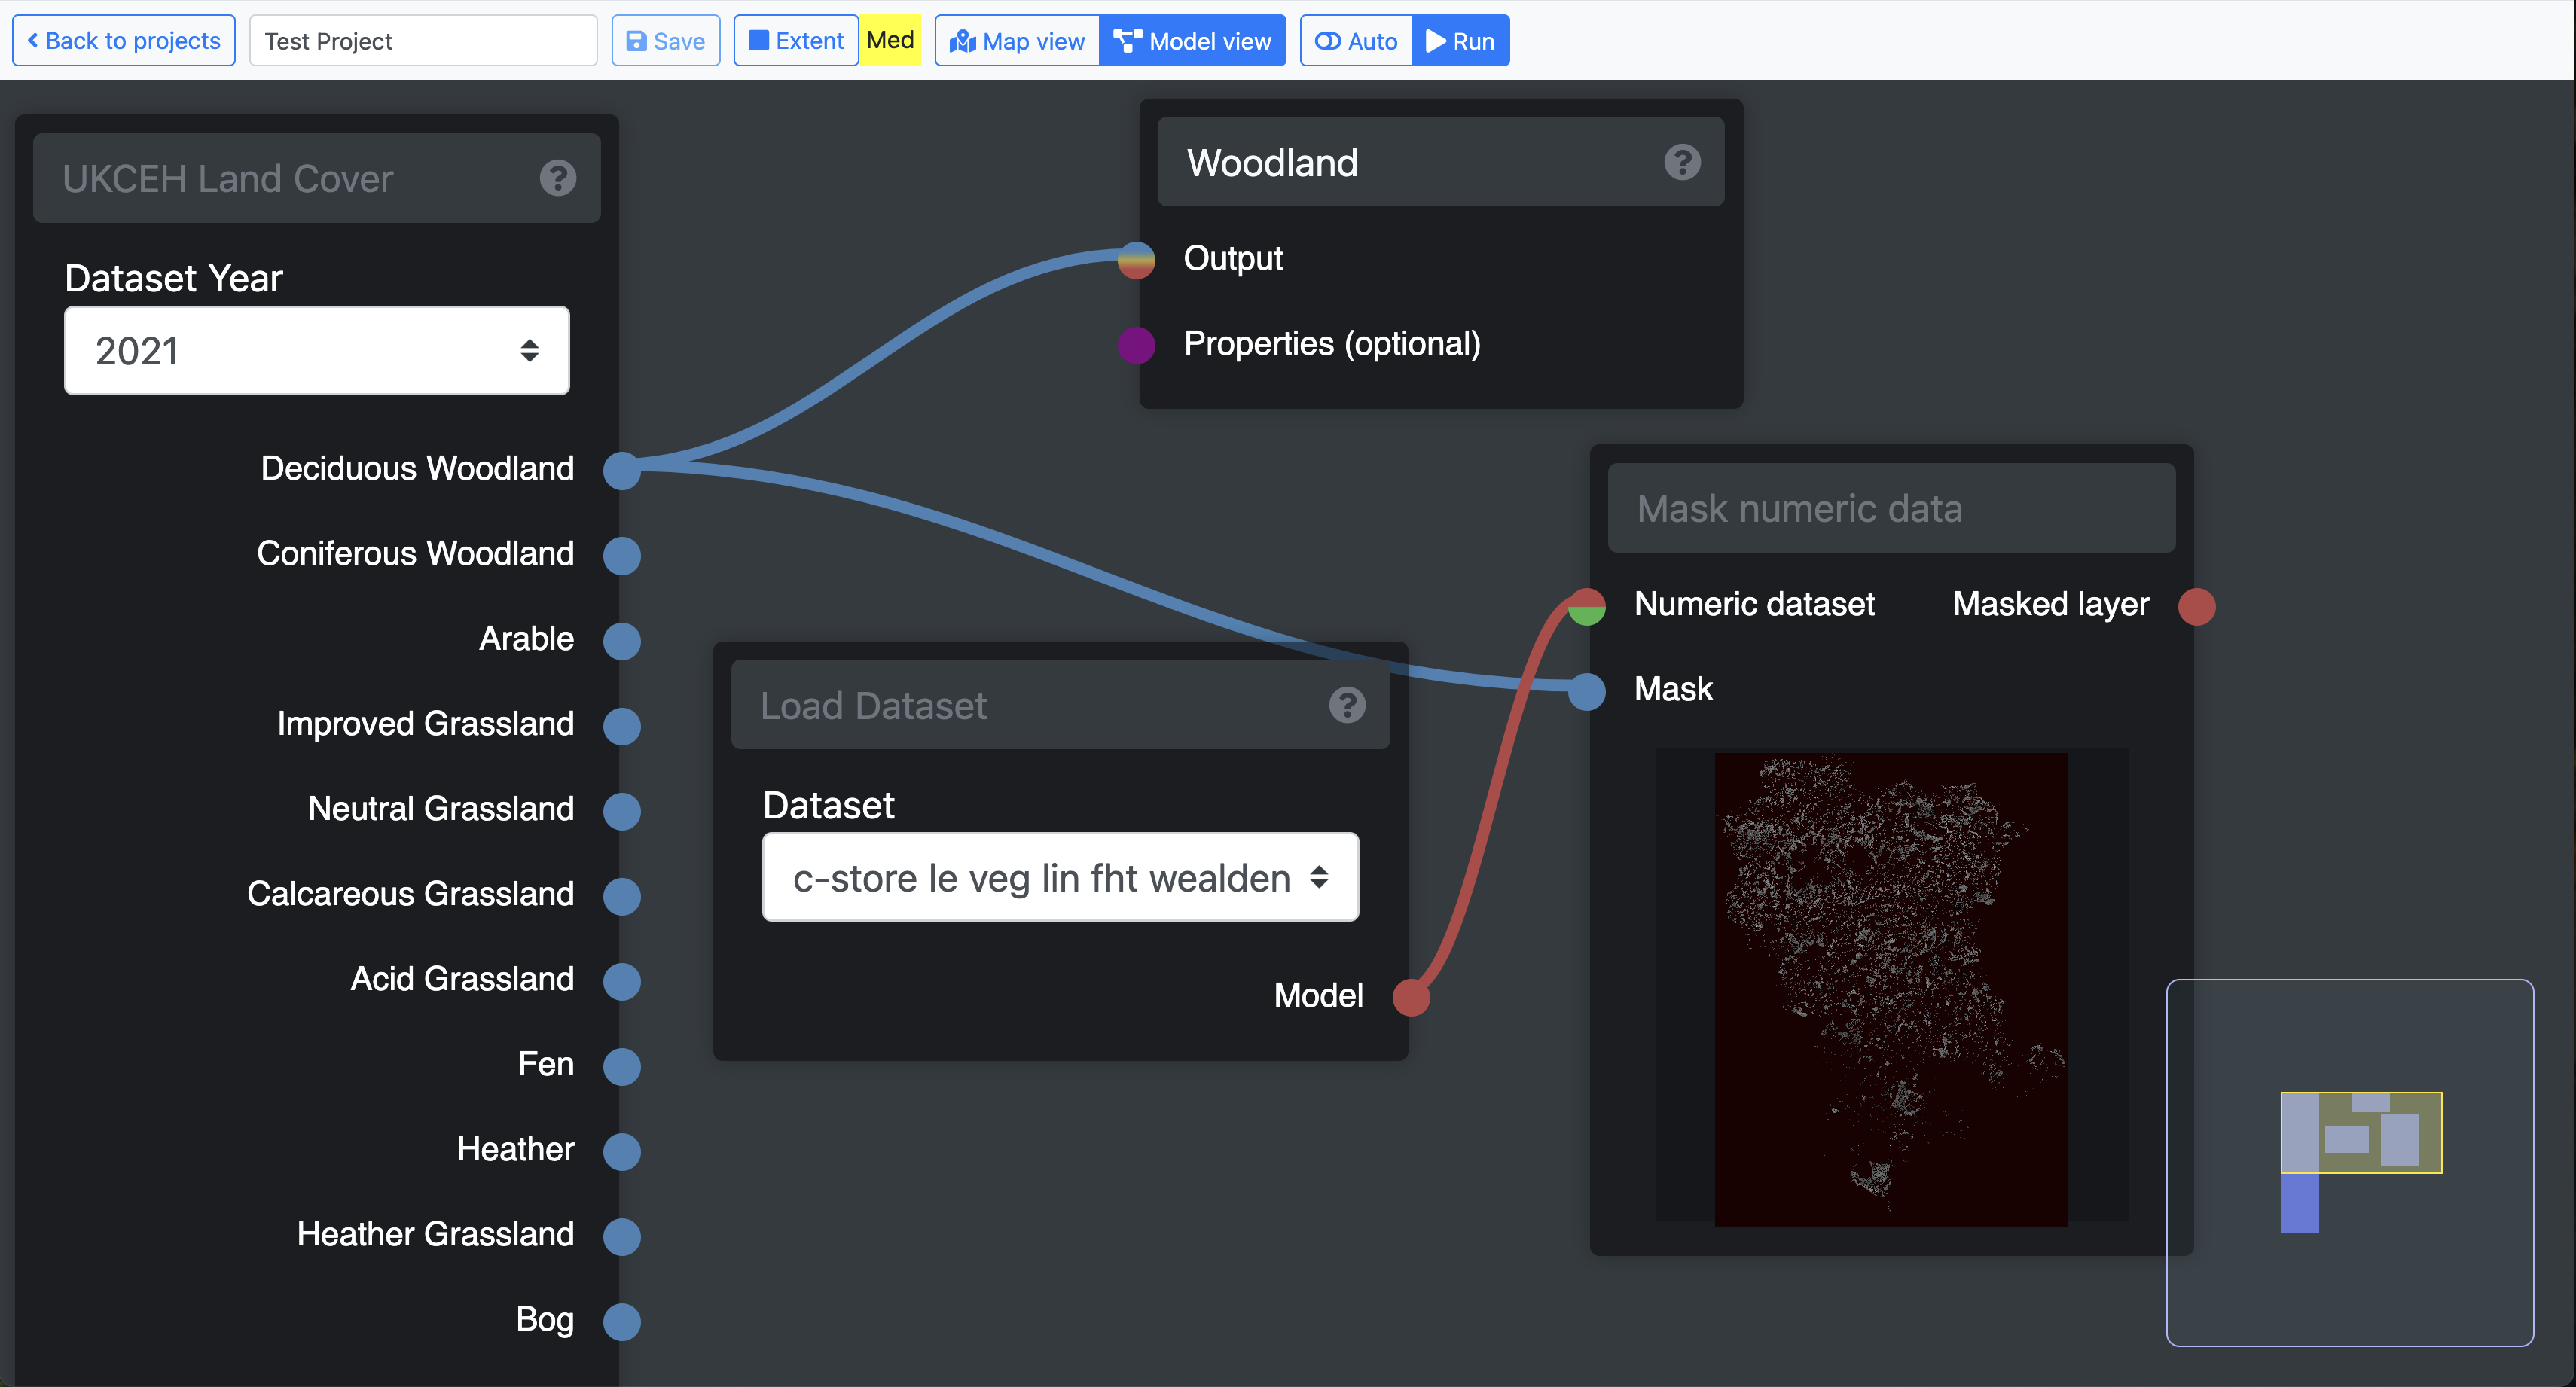 Back to projects
Test Project
Save
Extent
Med
Map view
Model view
Auto
Run
UKCEH Land Cover
?
Dataset Year
2021
Deciduous Woodland
Coniferous Woodland
Arable
Improved Grassland
Neutral Grassland
Calcareous Grassland
Acid Grassland
Fen
Heather
Heather Grassland
Bog
Woodland
?
Output
Properties (optional)
Load Dataset
?
Dataset
c-store le veg lin fht wealden
Model
Mask numeric data
Numeric dataset
Masked layer
Mask